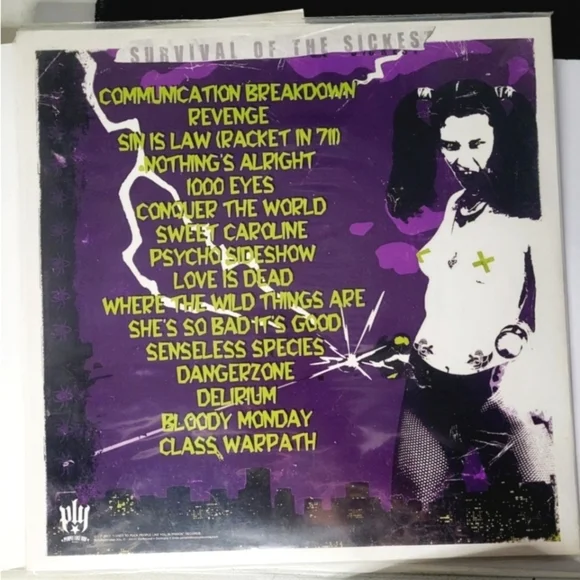 SURVIVAL OF THE SICKEST
COMMUNICATION BREAKDOWN
REVENGE
SIN IS LAW (RACKET IN 711)
NOTHING'S ALRIGHT
1000 EYES
CONQUER THE WORLD
SWEET CAROLINE
PSYCHO SIDESHOW
LOVE IS DEAD
WHERE THE WILD THINGS ARE
SHE'S SO BAD IT'S GOOD
SENSELESS SPECIES
DANGERZONE
DELIRIUM
BLOODY MONDAY
CLASS WARPATH
ply